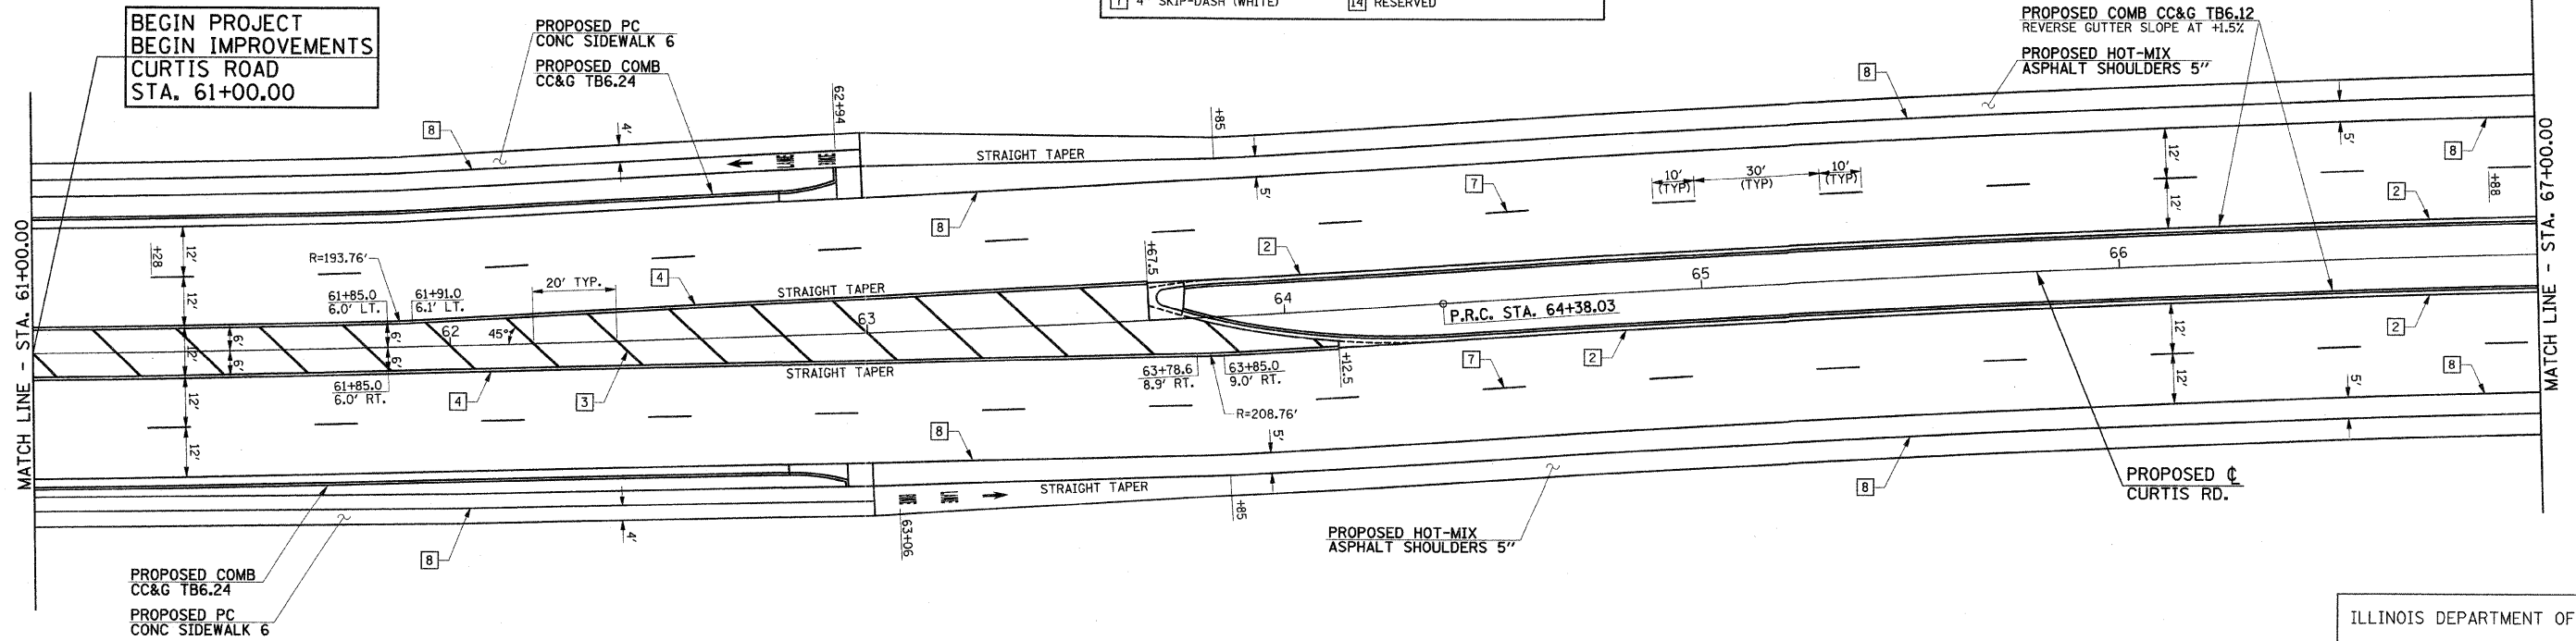 7 4" SKIP-DASH (WHITE) 14 RESERVED
BEGIN PROJECT
BEGIN IMPROVEMENTS
CURTIS ROAD
STA. 61+00.00
PROPOSED PC
CONC SIDEWALK 6
PROPOSED COMB
CC&G TB6.24
PROPOSED COMB CC&G TB6.12
REVERSE GUTTER SLOPE AT +1.5%
PROPOSED HOT-MIX
ASPHALT SHOULDERS 5"
8
4'
62+94
+85
STRAIGHT TAPER
8
5'
7
10'
(TYP)
30'
(TYP)
10'
(TYP)
8
5'
12'
12'
8
+88
2
MATCH LINE - STA. 61+00.00
MATCH LINE - STA. 67+00.00
+28
12'
12'
R=193.76'
61+85.0
6.0' LT.
61+91.0
6.1' LT.
20' TYP.
4
STRAIGHT TAPER
8
+67.5
2
64
65
66
P.R.C. STA. 64+38.03
6'
6'
12'
6'
6'
62
45°
63
61+85.0
6.0' RT.
4
3
STRAIGHT TAPER
63+78.6
8.9' RT.
63+85.0
9.0' RT.
+12.5
R=208.76'
7
2
12'
12'
2
8
5'
12'
12'
8
5'
STRAIGHT TAPER
+85
63+06
4'
8
8
PROPOSED ℄
CURTIS RD.
PROPOSED HOT-MIX
ASPHALT SHOULDERS 5"
PROPOSED COMB
CC&G TB6.24
PROPOSED PC
CONC SIDEWALK 6
ILLINOIS DEPARTMENT OF